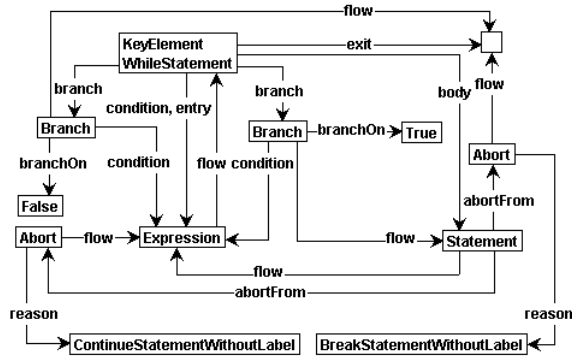 flow
KeyElement
WhileStatement
exit
branch
condition, entry
branch
body
flow
Branch
Branch
branchOn
True
Abort
branchOn
condition
flow
condition
abortFrom
False
Abort
flow
Expression
flow
Statement
flow
abortFrom
reason
reason
ContinueStatementWithoutLabel
BreakStatementWithoutLabel